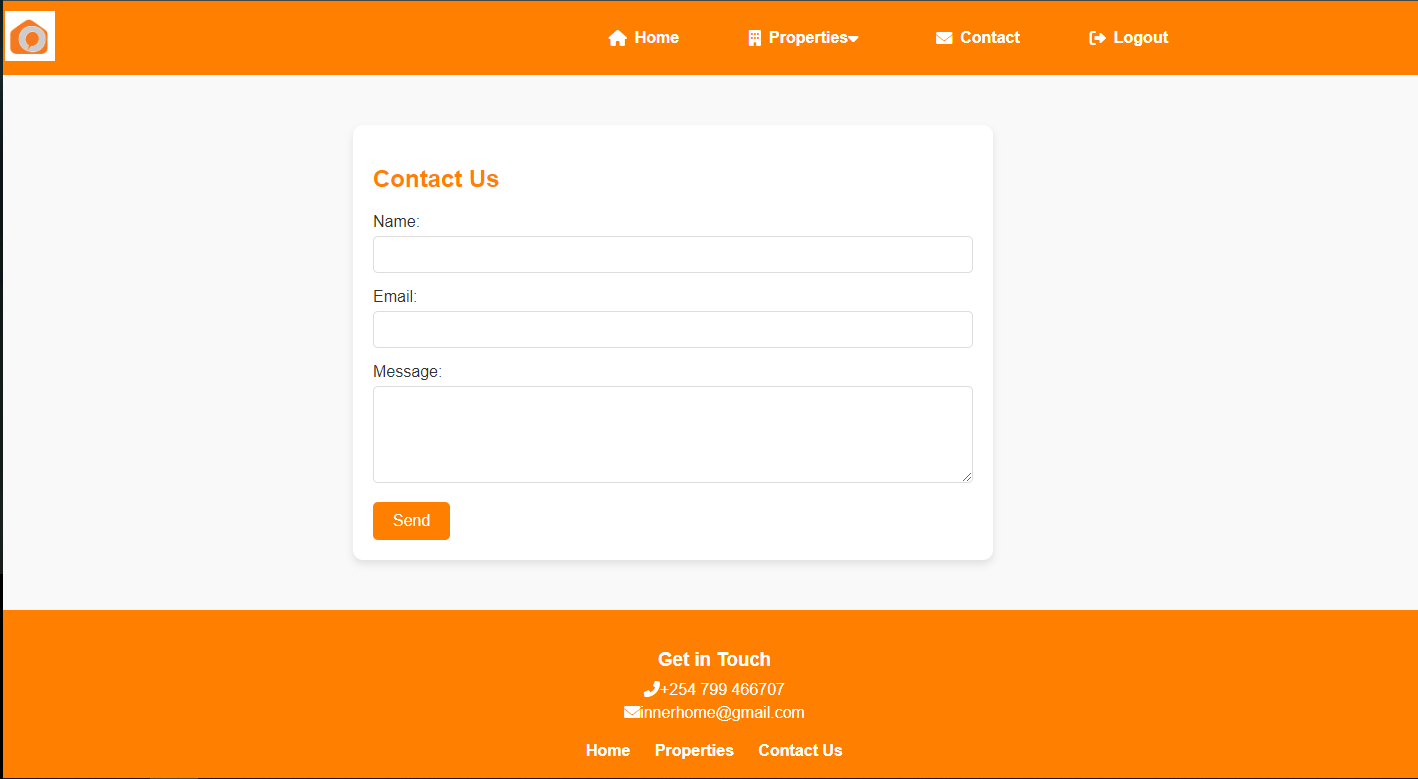 Home Properties Contact Logout
Contact Us
Name:
Email:
Message:
Send
Get in Touch
+254 799 466707
innerhome@gmail.com
Home Properties Contact Us